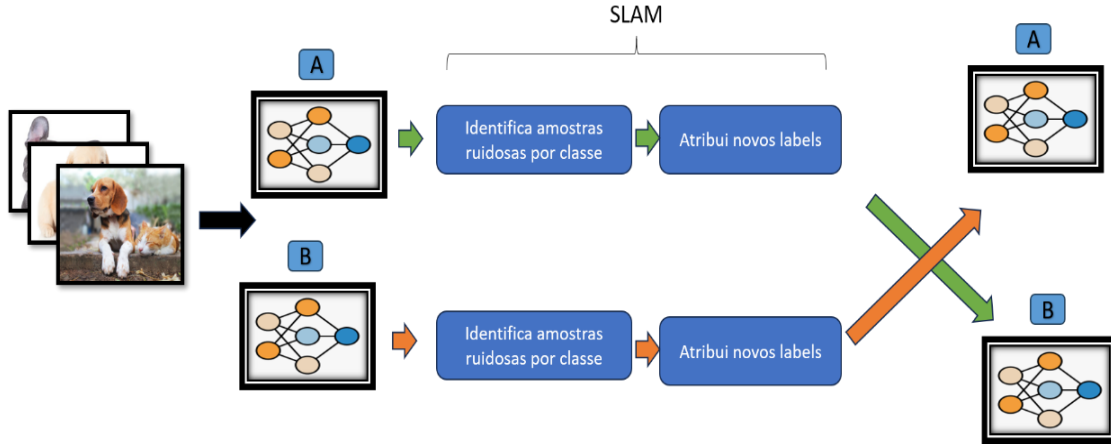 SLAM
A
A
Identifica amostras
ruidosas por classe
Atribui novos labels
B
B
Identifica amostras
ruidosas por classe
Atribui novos labels